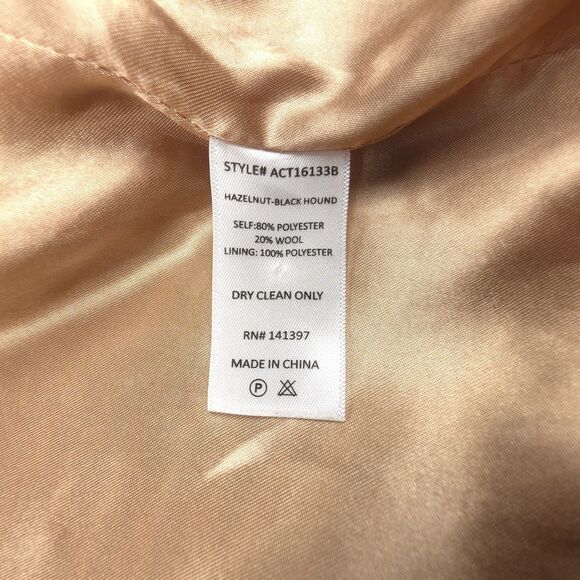 STYLE# ACT16133B
HAZELNUT-BLACK HOUND
SELF:80% POLYESTER
20% WOOL
LINING: 100% POLYESTER
DRY CLEAN ONLY
RN# 141397
MADE IN CHINA
P